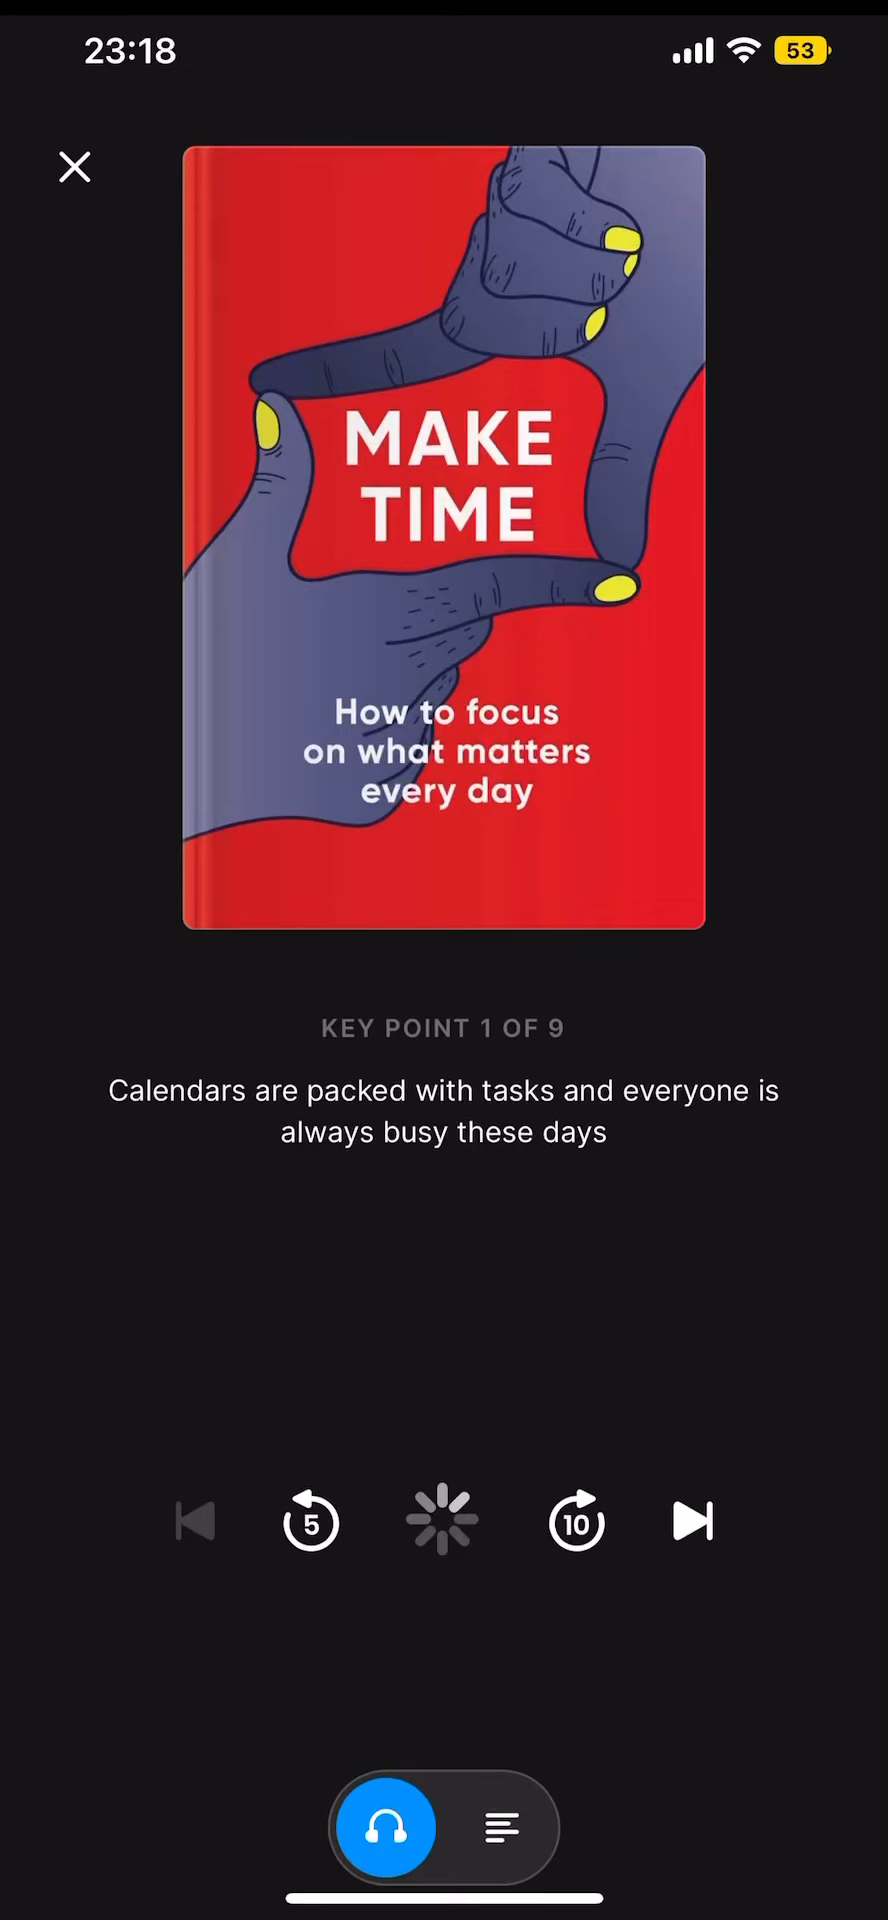 23:18
53
MAKE
TIME
How to focus
on what matters
every day
KEY POINT 1 OF 9
Calendars are packed with tasks and everyone is
always busy these days
5
10